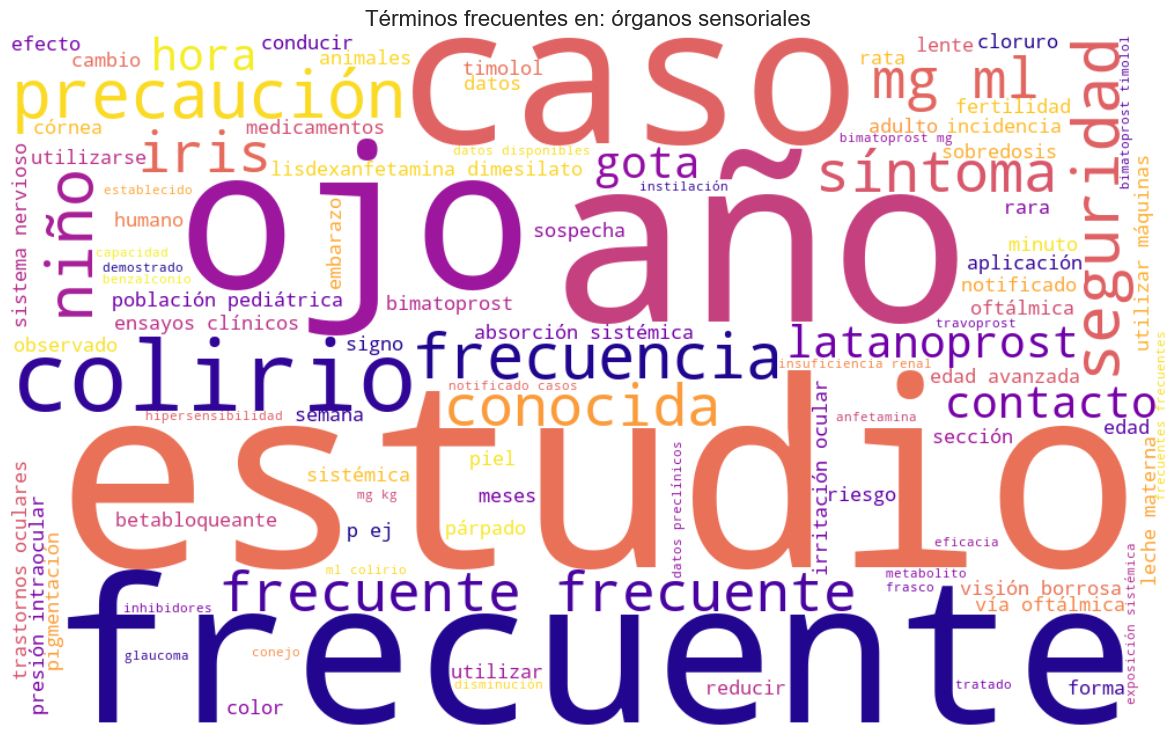 Términos frecuentes en: órganos sensoriales
efecto
cambio
hora
conducir
animales
caso
timolol
datos
rata
lente
cloruro
mg ml
precaución
fertilidad
córnea
medicamentos
adulto
incidencia
bimatoprost mg
sobredosis
seguridad
bimatoprost timolol
sistema nervioso
utilizarse
iris
lisdexanfetamina dimesilato
datos disponibles
gota
instilación
síntoma
niño
establecido
humano
embarazo
ojo
año
sospecha
rara
capacidad
demostrado
benzalconio
minuto
aplicación
notificado
utilizar máquinas
población pediátrica
bimatoprost
oftálmica
ensayos clínicos
absorción sistémica
travoprost
observado
signo
frecuencia
latanoprost
insuficiencia renal
colirio
notificado casos
edad avanzada
conocida
contacto
hipersensibilidad
semana
anfetamina
edad
sección
frecuentes frecuentes
estudio
trastornos oculares
presión intraocular
pigmentación
sistémica
piel
mg kg
meses
datos preclínicos
irritación ocular
riesgo
leche materna
betabloqueante
p ej
párpado
eficacia
ml colirio
metabolito
frasco
visión borrosa
vía oftálmica
exposición sistémica
inhibidores
frecuente frecuente
frecuente
glaucoma
conejo
utilizar
disminución
reducir
tratado
forma
color